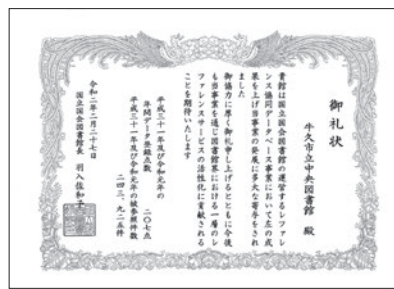 御礼状
牛久市立中央図書館 殿
貴館は国立国会図書館の運営するレファレ
ンス協同データベース事業において左の成
果を上げ当事業の発展に多大な寄与をされ
ました
御協力に厚く御礼申し上げるとともに今後
も当事業を通じ図書館界における一層のレ
ファレンスサービスの活性化に貢献される
ことを期待いたします
平成三十一年及び令和元年の
年間データ登録点数 二〇七点
平成三十一年及び令和元年の被参照件数
二四三、九二五件
令和二年二月二十七日
国立国会図書館長 羽入佐和子